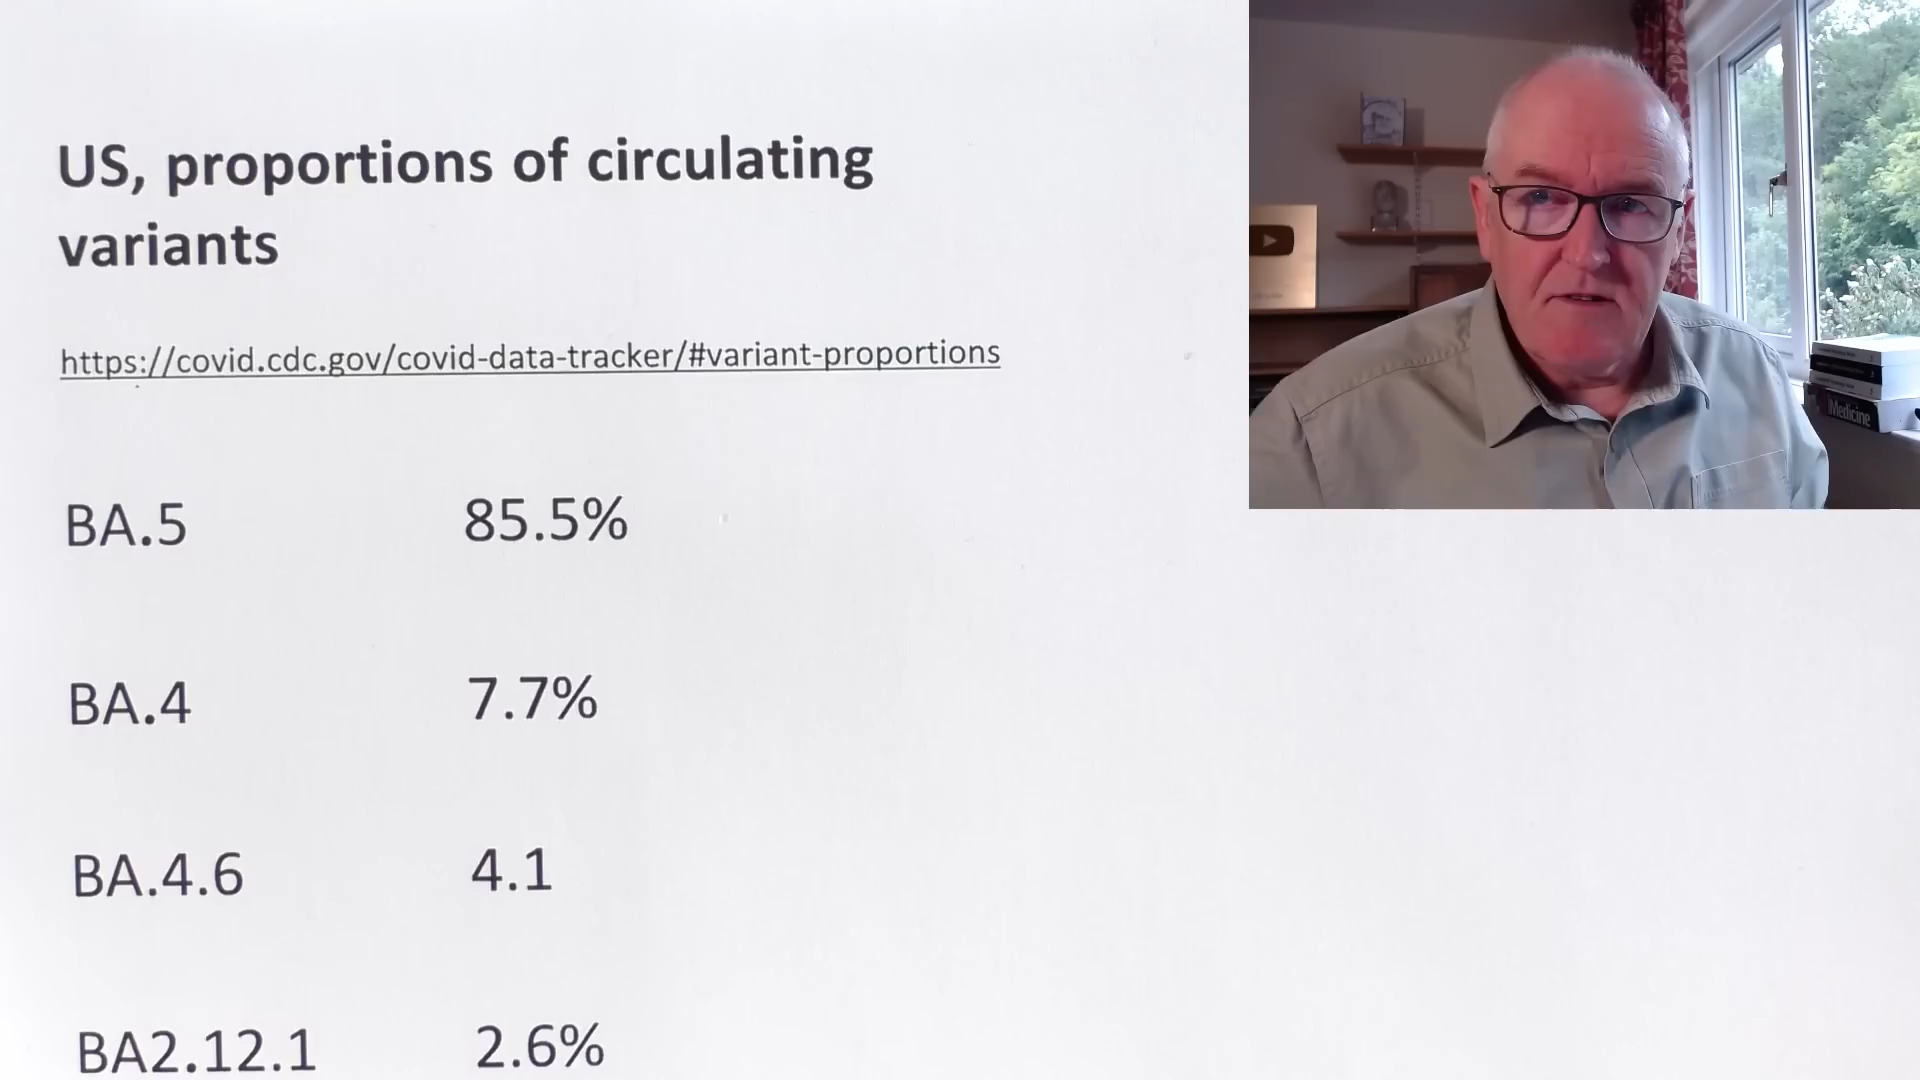 US, proportions of circulating
variants
https://covid.cdc.gov/covid-data-tracker/#variant-proportions
BA.5 85.5%
BA.4 7.7%
BA.4.6 4.1
BA2.12.1 2.6%
Medicine